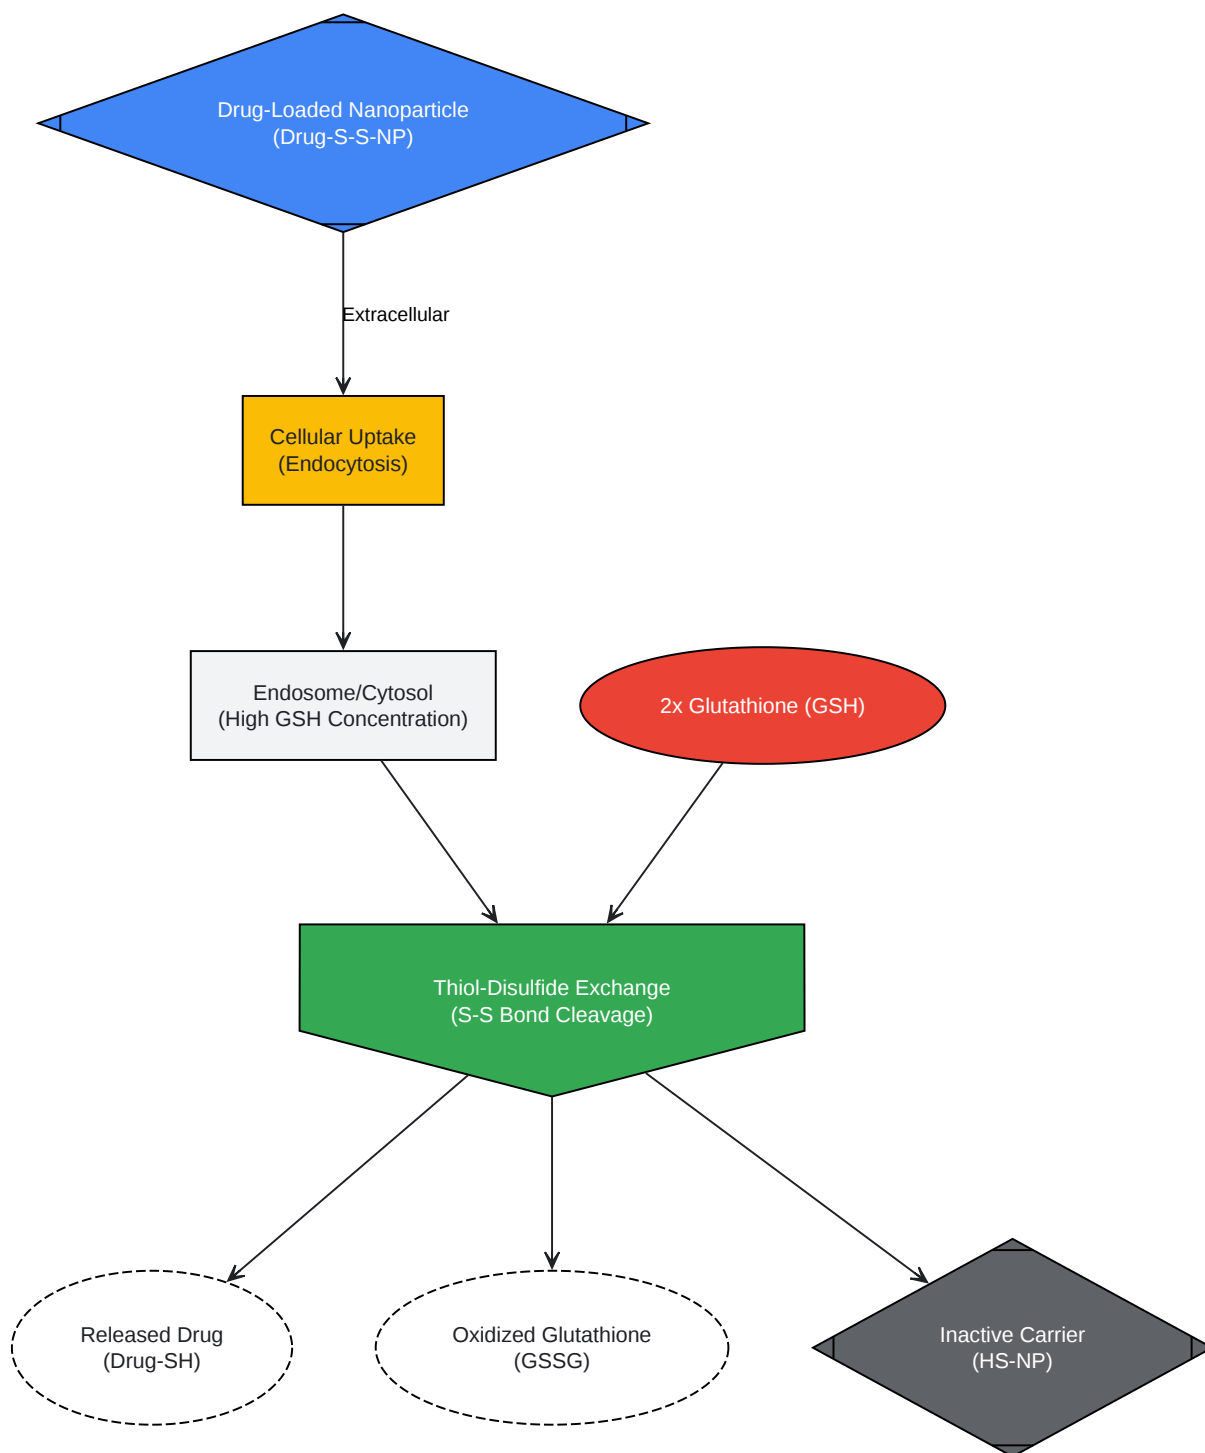 Drug-Loaded Nanoparticle
(Drug-S-S-NP)
Extracellular
Cellular Uptake
(Endocytosis)
Endosome/Cytosol
(High GSH Concentration)
2x Glutathione (GSH)
Thiol-Disulfide Exchange
(S-S Bond Cleavage)
Released Drug
(Drug-SH)
Oxidized Glutathione
(GSSG)
Inactive Carrier
(HS-NP)